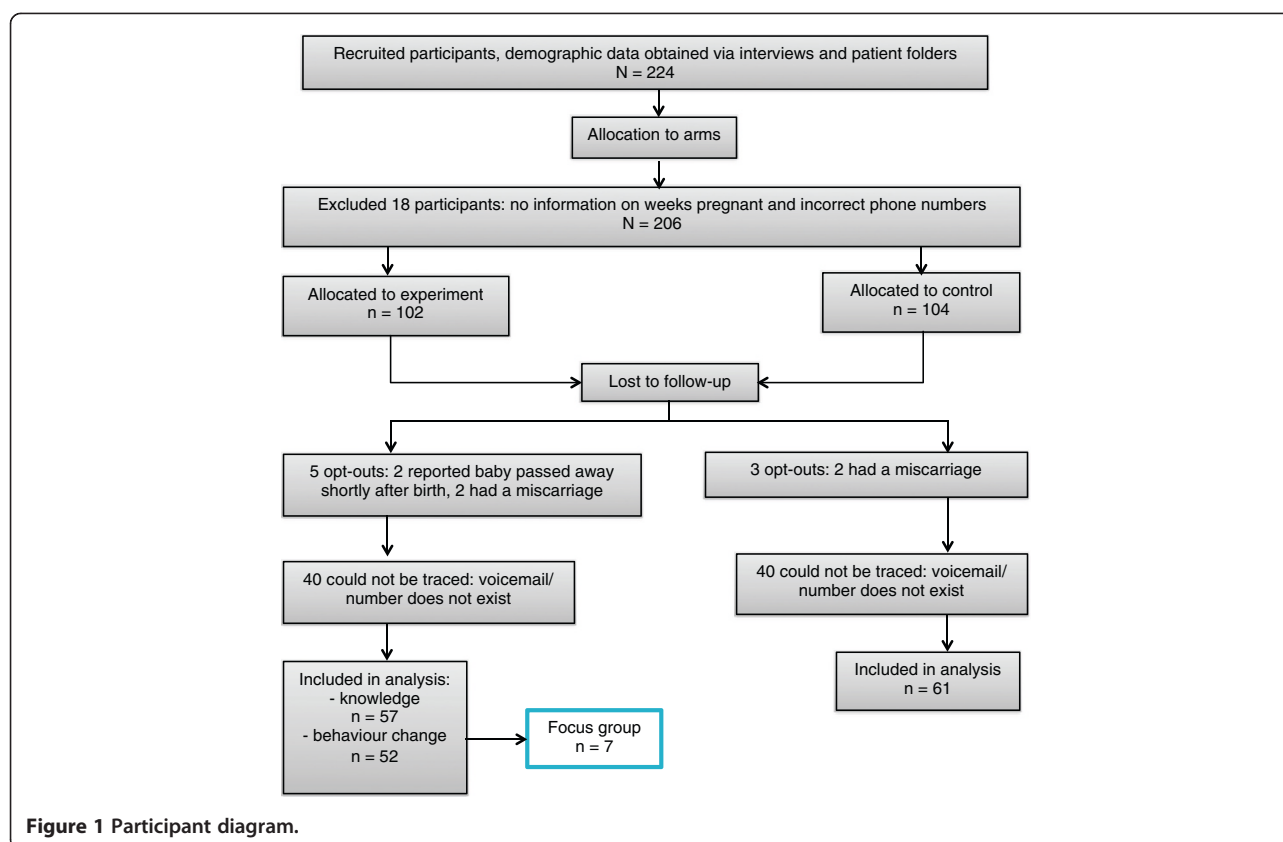 Recruited participants, demographic data obtained via interviews and patient folders
N = 224
Allocation to arms
Excluded 18 participants: no information on weeks pregnant and incorrect phone numbers
N = 206
Allocated to experiment
n = 102
Allocated to control
n = 104
Lost to follow-up
5 opt-outs: 2 reported baby passed away
shortly after birth, 2 had a miscarriage
3 opt-outs: 2 had a miscarriage
40 could not be traced: voicemail/
number does not exist
40 could not be traced: voicemail/
number does not exist
Included in analysis:
- knowledge
n = 57
- behaviour change
n = 52
Focus group
n = 7
Included in analysis
n = 61
Figure 1 Participant diagram.